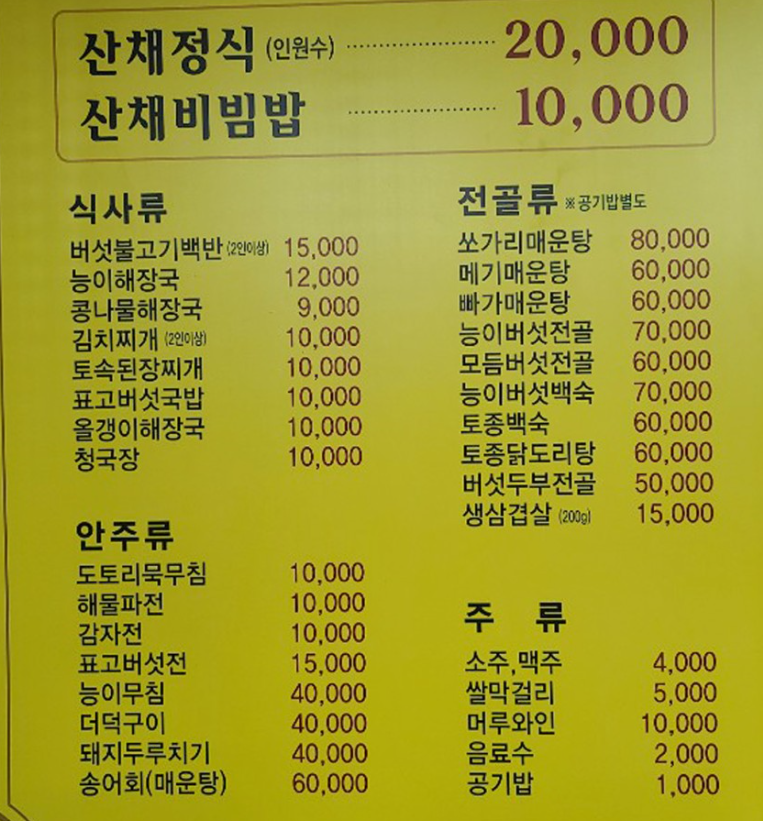 산채정식 (인원수) ·················· 20,000
산채비빔밥 ·················· 10,000
식사류
버섯불고기백반 (2인이상) 15,000
능이해장국 12,000
콩나물해장국 9,000
김치찌개 (2인이상) 10,000
토속된장찌개 10,000
표고버섯국밥 10,000
올갱이해장국 10,000
청국장 10,000
안주류
도토리묵무침 10,000
해물파전 10,000
감자전 10,000
표고버섯전 15,000
능이무침 40,000
더덕구이 40,000
돼지두루치기 40,000
송어회(매운탕) 60,000
전골류 ※공기밥별도
쏘가리매운탕 80,000
메기매운탕 60,000
빠가매운탕 60,000
능이버섯전골 70,000
모듬버섯전골 60,000
능이버섯백숙 70,000
토종백숙 60,000
토종닭도리탕 60,000
버섯두부전골 50,000
생삼겹살 (200g) 15,000
주 류
소주,맥주 4,000
쌀막걸리 5,000
머루와인 10,000
음료수 2,000
공기밥 1,000